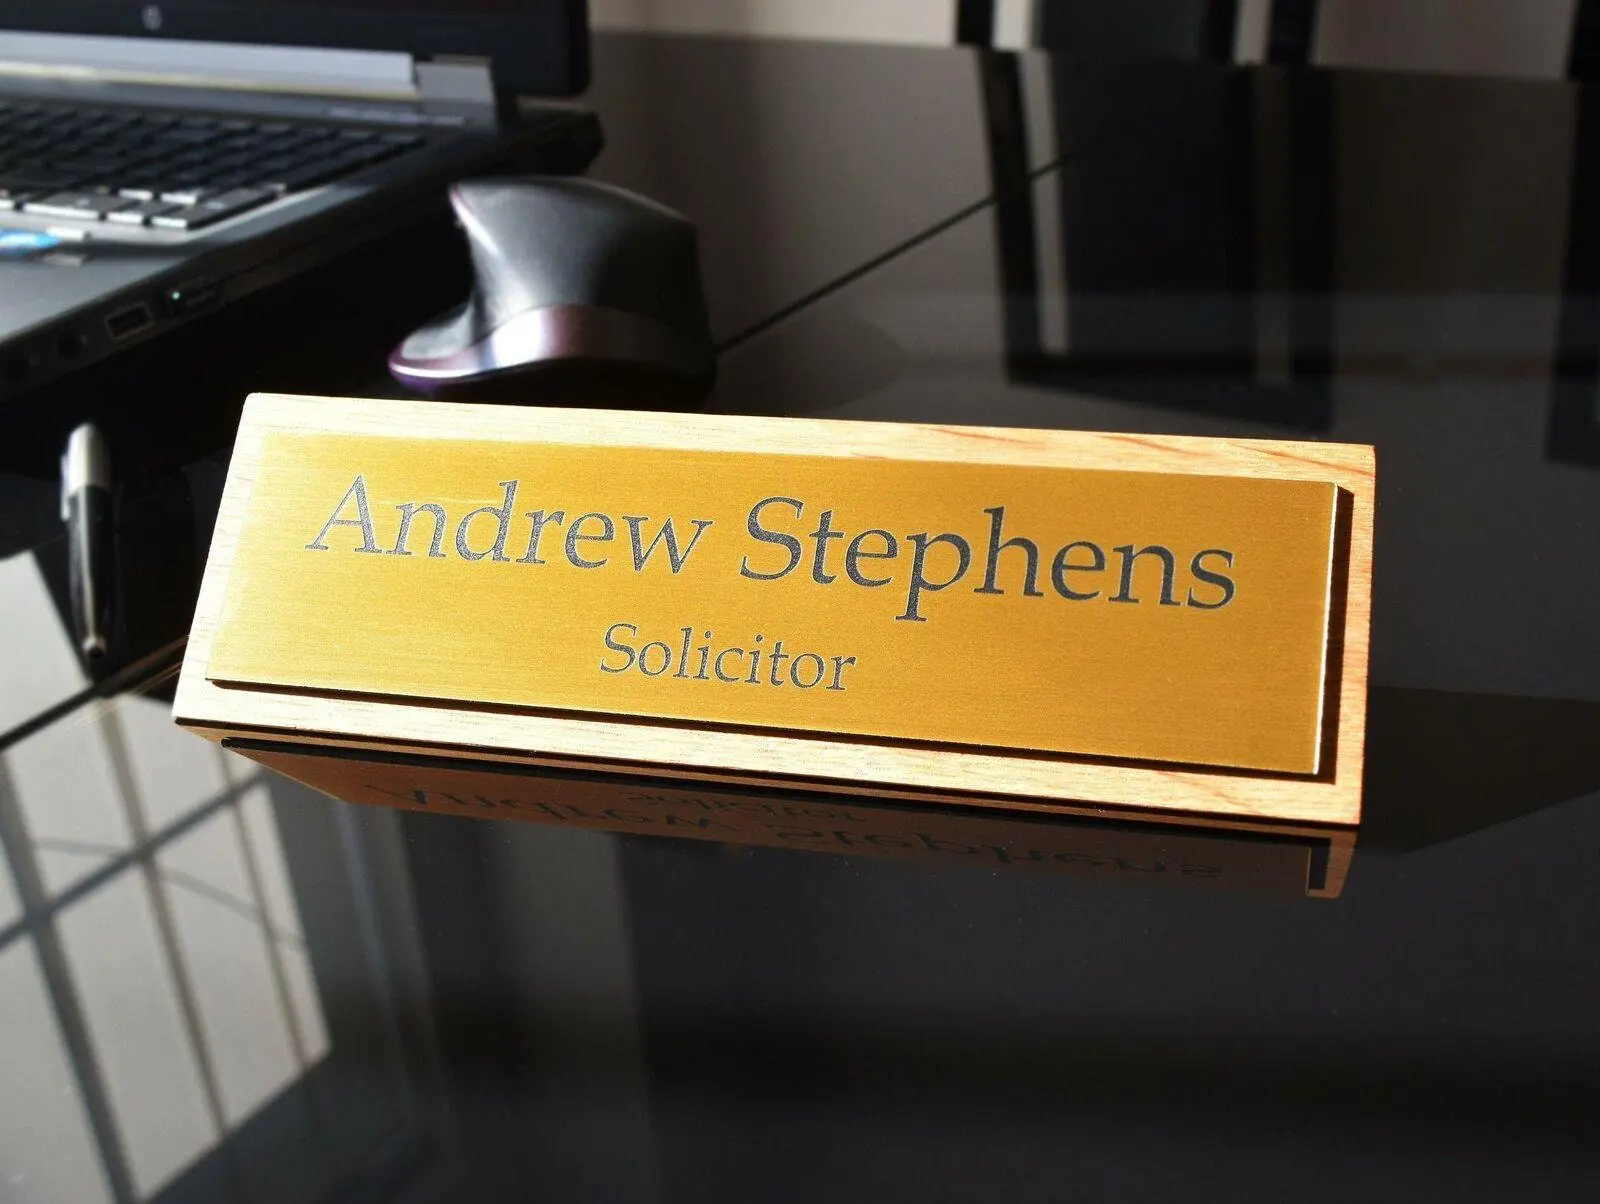 Andrew Stephens
Solicitor